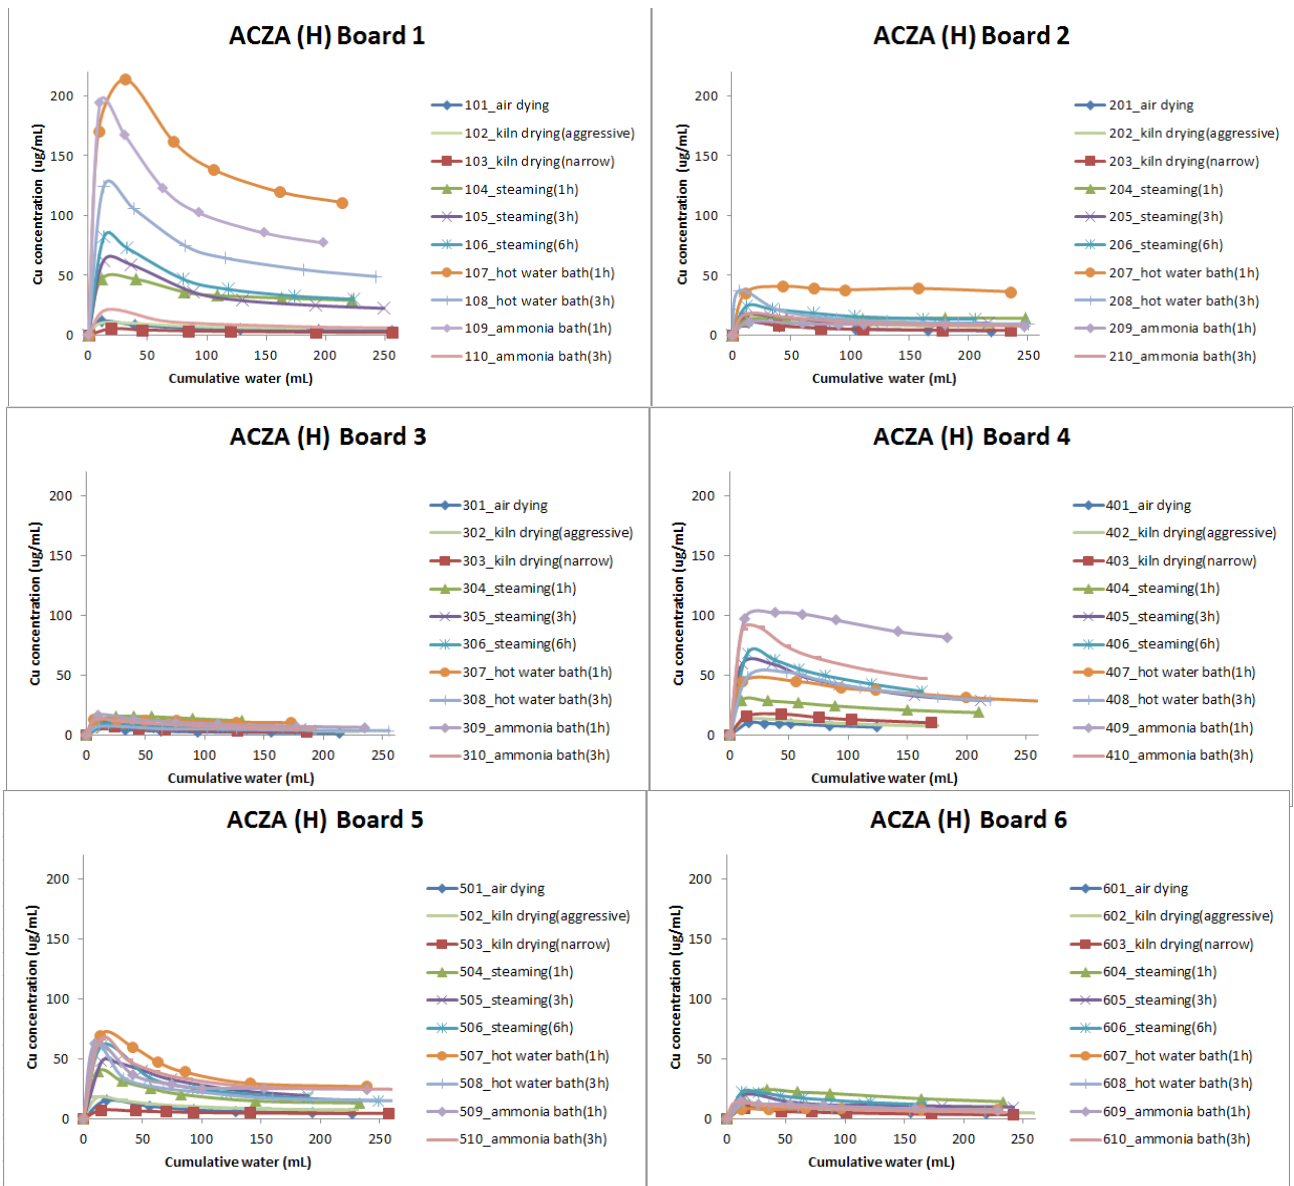 ACZA (H) Board 1
Cu concentration (ug/mL)
200
150
100
50
0
0 50 100 150 200 250
Cumulative water (mL)
101_air dying
102_kiln drying(aggressive)
103_kiln drying(narrow)
104_steaming(1h)
105_steaming(3h)
106_steaming(6h)
107_hot water bath(1h)
108_hot water bath(3h)
109_ammonia bath(1h)
110_ammonia bath(3h)
ACZA (H) Board 2
Cu concentration (ug/mL)
200
150
100
50
0
0 50 100 150 200 250
Cumulative water (mL)
201_air dying
202_kiln drying(aggressive)
203_kiln drying(narrow)
204_steaming(1h)
205_steaming(3h)
206_steaming(6h)
207_hot water bath(1h)
208_hot water bath(3h)
209_ammonia bath(1h)
210_ammonia bath(3h)
ACZA (H) Board 3
Cu concentration (ug/mL)
200
150
100
50
0
0 50 100 150 200 250
Cumulative water (mL)
301_air dying
302_kiln drying(aggressive)
303_kiln drying(narrow)
304_steaming(1h)
305_steaming(3h)
306_steaming(6h)
307_hot water bath(1h)
308_hot water bath(3h)
309_ammonia bath(1h)
310_ammonia bath(3h)
ACZA (H) Board 4
Cu concentration (ug/mL)
200
150
100
50
0
0 50 100 150 200 250
Cumulative water (mL)
401_air dying
402_kiln drying(aggressive)
403_kiln drying(narrow)
404_steaming(1h)
405_steaming(3h)
406_steaming(6h)
407_hot water bath(1h)
408_hot water bath(3h)
409_ammonia bath(1h)
410_ammonia bath(3h)
ACZA (H) Board 5
Cu concentration (ug/mL)
200
150
100
50
0
0 50 100 150 200 250
Cumulative water (mL)
501_air dying
502_kiln drying(aggressive)
503_kiln drying(narrow)
504_steaming(1h)
505_steaming(3h)
506_steaming(6h)
507_hot water bath(1h)
508_hot water bath(3h)
509_ammonia bath(1h)
510_ammonia bath(3h)
ACZA (H) Board 6
Cu concentration (ug/mL)
200
150
100
50
0
0 50 100 150 200 250
Cumulative water (mL)
601_air dying
602_kiln drying(aggressive)
603_kiln drying(narrow)
604_steaming(1h)
605_steaming(3h)
606_steaming(6h)
607_hot water bath(1h)
608_hot water bath(3h)
609_ammonia bath(1h)
610_ammonia bath(3h)